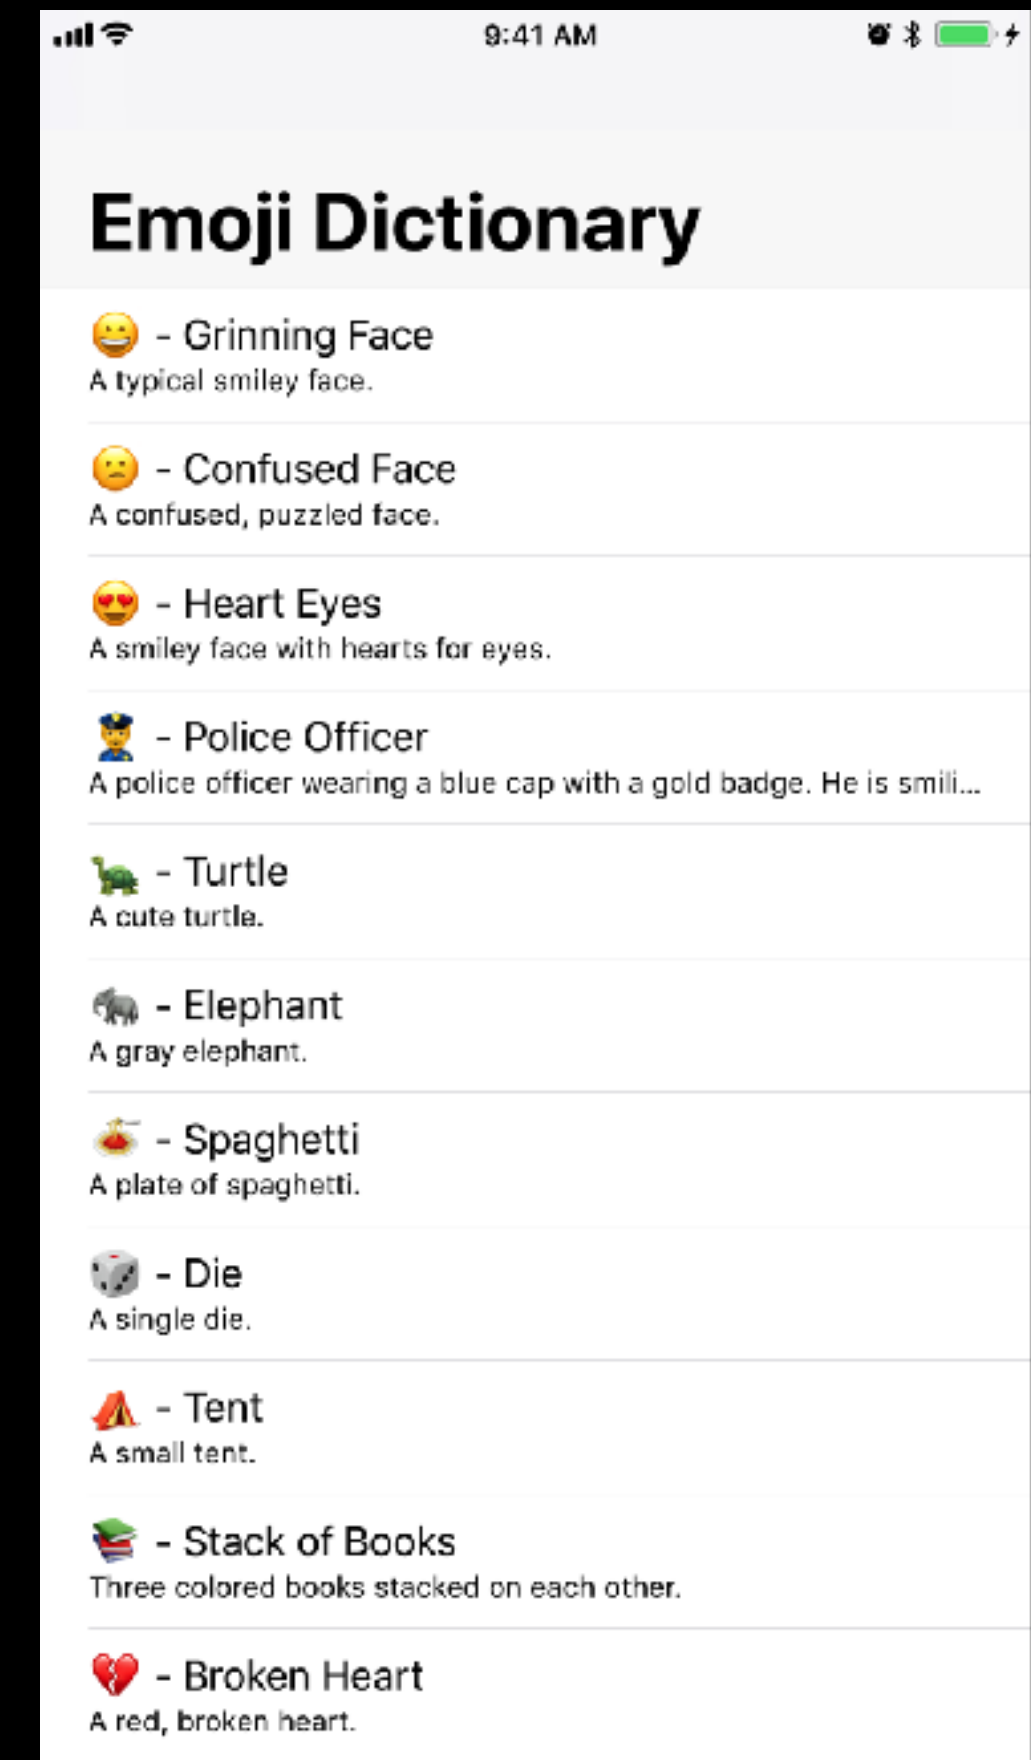 9:41 AM
Emoji Dictionary
😀 - Grinning Face
A typical smiley face.
😕 - Confused Face
A confused, puzzled face.
😍 - Heart Eyes
A smiley face with hearts for eyes.
👮 - Police Officer
A police officer wearing a blue cap with a gold badge. He is smili...
🐢 - Turtle
A cute turtle.
🐘 - Elephant
A gray elephant.
🍝 - Spaghetti
A plate of spaghetti.
🎲 - Die
A single die.
⛺ - Tent
A small tent.
📚 - Stack of Books
Three colored books stacked on each other.
💔 - Broken Heart
A red, broken heart.